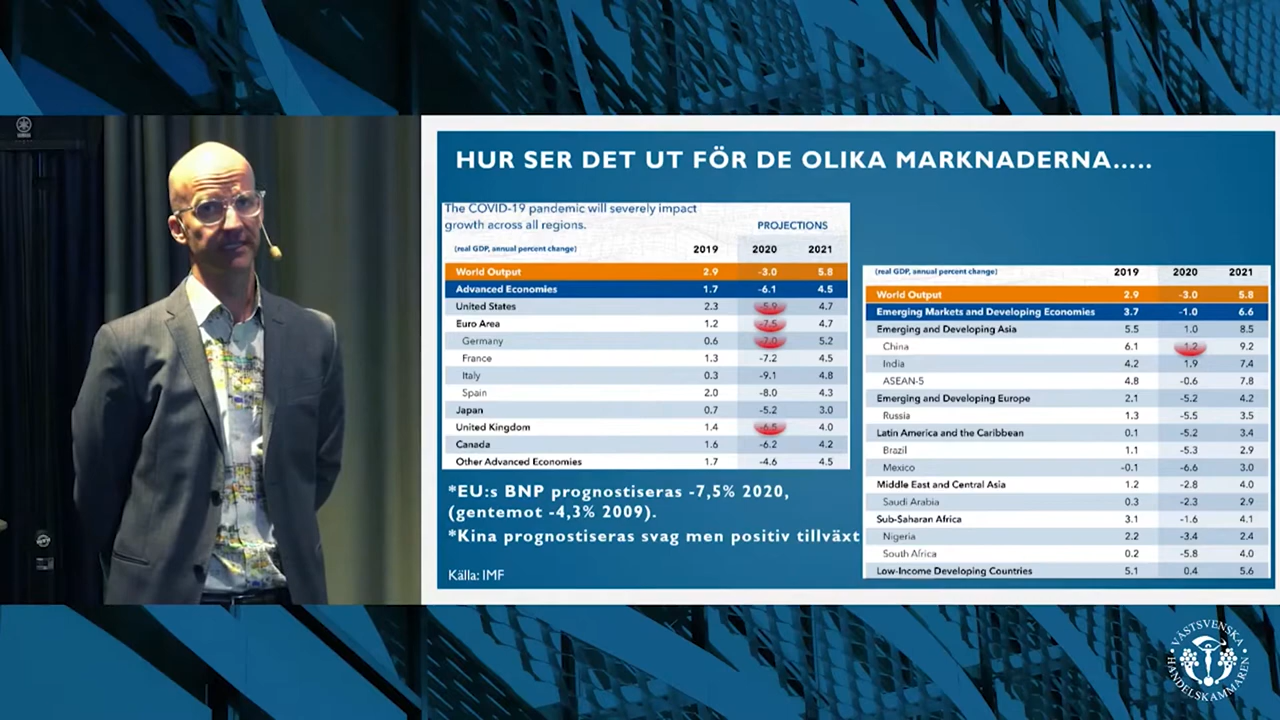 HUR SER DET UT FÖR DE OLIKA MARKNADERNA.....
The COVID-19 pandemic will severely impact
growth across all regions.
PROJECTIONS
(real GDP, annual percent change) 2019 2020 2021
World Output 2.9 -3.0 5.8
Advanced Economies 1.7 -6.1 4.5
United States 2.3 -5.9 4.7
Euro Area 1.2 -7.5 4.7
Germany 0.6 -7.0 5.2
France 1.3 -7.2 4.5
Italy 0.3 -9.1 4.8
Spain 2.0 -8.0 4.3
Japan 0.7 -5.2 3.0
United Kingdom 1.4 -6.5 4.0
Canada 1.6 -6.2 4.2
Other Advanced Economies 1.7 -4.6 4.5
*EU:s BNP prognostiseras -7,5% 2020,
(gentemot -4,3% 2009).
*Kina prognostiseras svag men positiv tillväxt
Källa: IMF
(real GDP, annual percent change) 2019 2020 2021
World Output 2.9 -3.0 5.8
Emerging Markets and Developing Economies 3.7 -1.0 6.6
Emerging and Developing Asia 5.5 1.0 8.5
China 6.1 1.2 9.2
India 4.2 1.9 7.4
ASEAN-5 4.8 -0.6 7.8
Emerging and Developing Europe 2.1 -5.2 4.2
Russia 1.3 -5.5 3.5
Latin America and the Caribbean 0.1 -5.2 3.4
Brazil 1.1 -5.3 2.9
Mexico -0.1 -6.6 3.0
Middle East and Central Asia 1.2 -2.8 4.0
Saudi Arabia 0.3 -2.3 2.9
Sub-Saharan Africa 3.1 -1.6 4.1
Nigeria 2.2 -3.4 2.4
South Africa 0.2 -5.8 4.0
Low-Income Developing Countries 5.1 0.4 5.6
VÄSTSVENSKA
HANDELSKAMMAREN